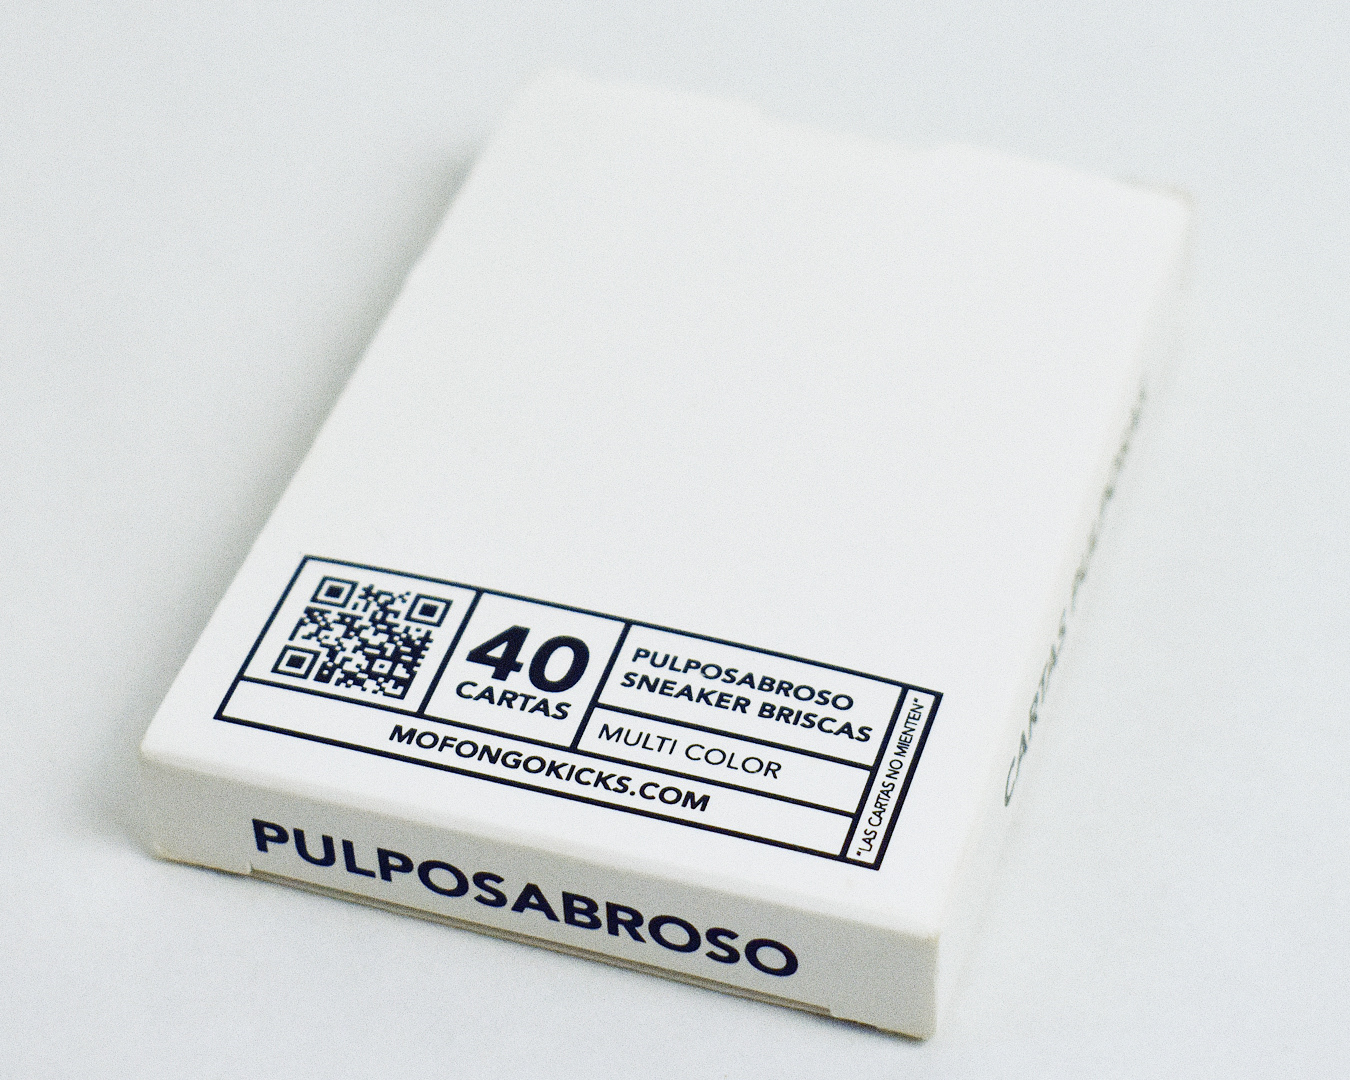 40
CARTAS
PULPOSABROSO
SNEAKER BRISCAS
MULTI COLOR
"LAS CARTAS NO MIENTEN"
MOFONGOKICKS.COM
PULPOSABROSO